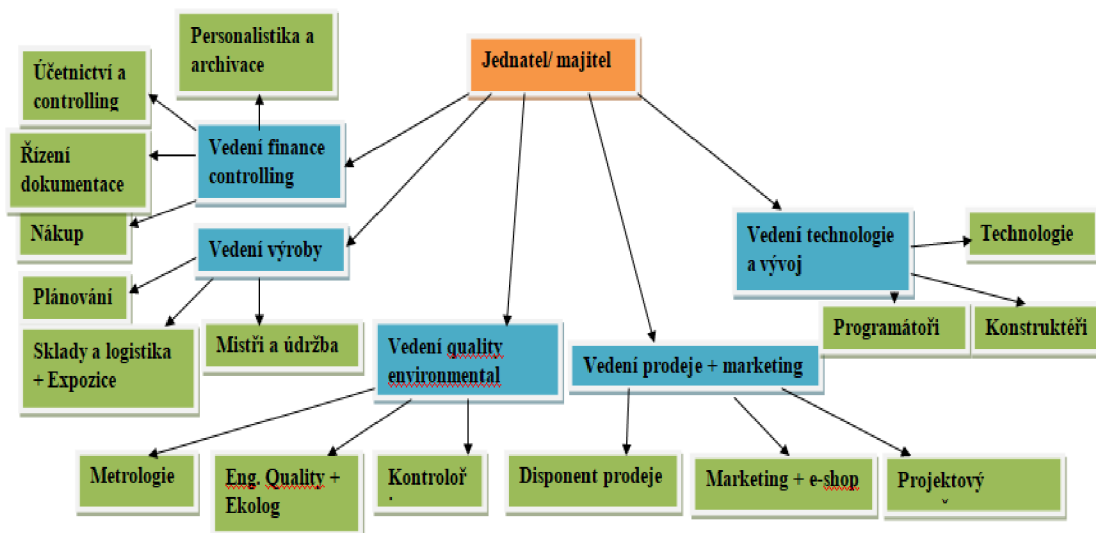 Personalistika a
archivace
Jednatel/ majitel
Účetnictví a
controlling
Vedení finance
controlling
Řízení
dokumentace
Nákup
Vedení výroby
Vedení technologie
a vývoj
Technologie
Plánování
Programátoři
Konstruktéři
Sklady a logistika
+ Expozice
Mistři a údržba
Vedení quality
environmental
Vedení prodeje + marketing
Metrologie
Eng. Quality +
Ekolog
Kontroloř
Disponent prodeje
Marketing + e-shop
Projektový